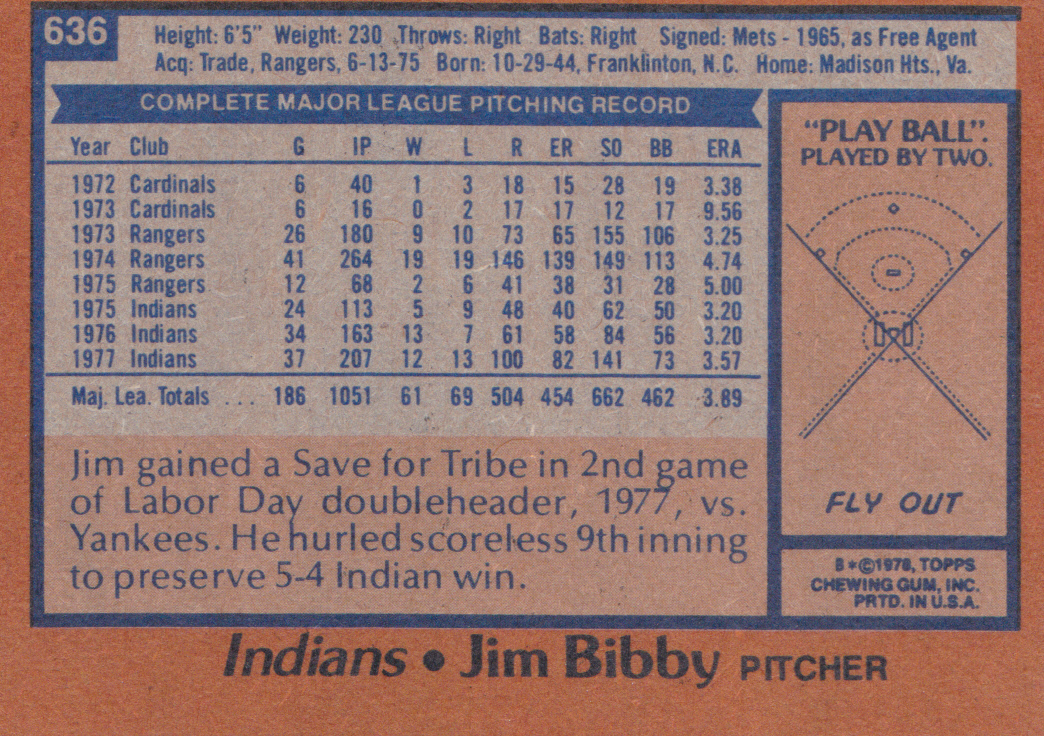 636
Height: 6'5" Weight: 230 Throws: Right Bats: Right Signed: Mets - 1965, as Free Agent
Acq: Trade, Rangers, 6-13-75 Born: 10-29-44, Franklinton, N.C. Home: Madison Hts., Va.
COMPLETE MAJOR LEAGUE PITCHING RECORD
Year Club G IP W L R ER SO BB ERA
1972 Cardinals 6 40 1 3 18 15 28 19 3.38
1973 Cardinals 6 16 0 2 17 17 12 17 9.56
1973 Rangers 26 180 9 10 73 65 155 106 3.25
1974 Rangers 41 264 19 19 146 139 149 113 4.74
1975 Rangers 12 68 2 6 41 38 31 28 5.00
1975 Indians 24 113 5 9 48 40 62 50 3.20
1976 Indians 34 163 13 7 61 58 84 56 3.20
1977 Indians 37 207 12 13 100 82 141 73 3.57
Maj. Lea. Totals ... 186 1051 61 69 504 454 662 462 3.89
Jim gained a Save for Tribe in 2nd game
of Labor Day doubleheader, 1977, vs.
Yankees. He hurled scoreless 9th inning
to preserve 5-4 Indian win.
"PLAY BALL".
PLAYED BY TWO.
FLY OUT
B*©1978, TOPPS
CHEWING GUM, INC.
PRTD. IN U.S.A.
Indians • Jim Bibby PITCHER